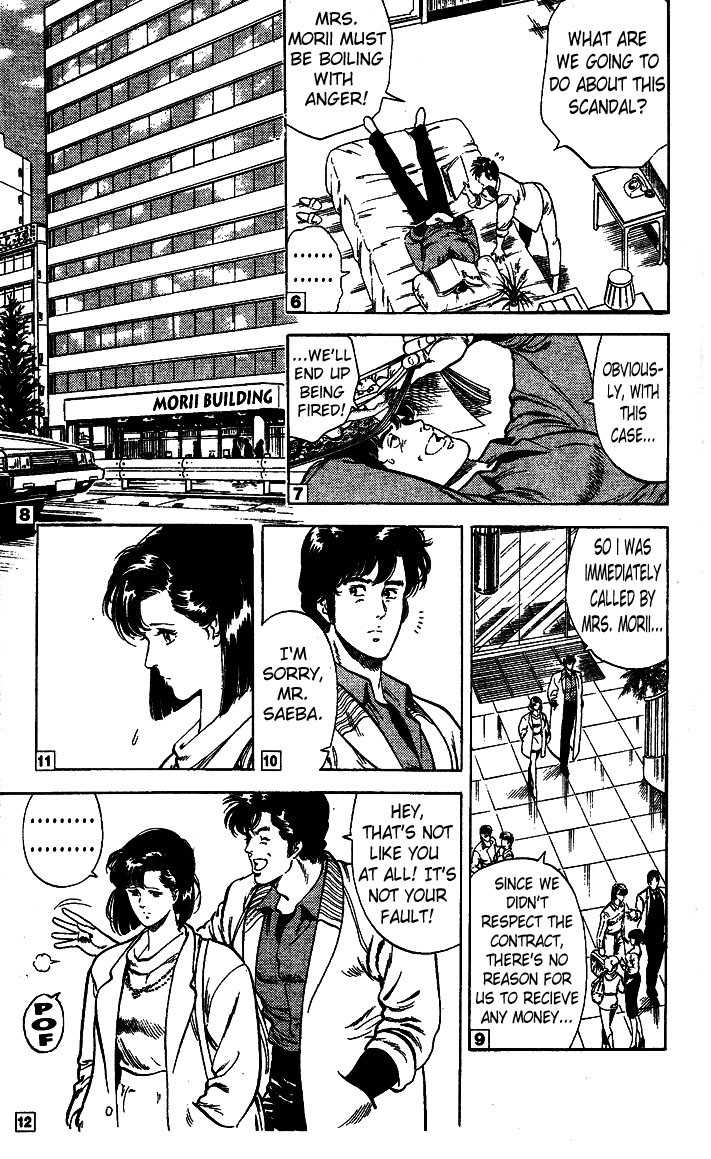 WHAT ARE
WE GOING TO
DO ABOUT THIS
SCANDAL?
MRS.
MORII MUST
BE BOILING
WITH
ANGER!
......
......
6
OBVIOUS-
LY, WITH
THIS
CASE...
...WE'LL
END UP
BEING
FIRED!
7
MORII BUILDING
8
SO I WAS
IMMEDIATELY
CALLED BY
MRS. MORII...
SINCE WE
DIDN'T
RESPECT THE
CONTRACT,
THERE'S NO
REASON FOR
US TO RECIEVE
ANY MONEY...
9
I'M
SORRY,
MR.
SAEBA.
10
11
HEY,
THAT'S NOT
LIKE YOU
AT ALL! IT'S
NOT YOUR
FAULT!
.........
.........
POF
12